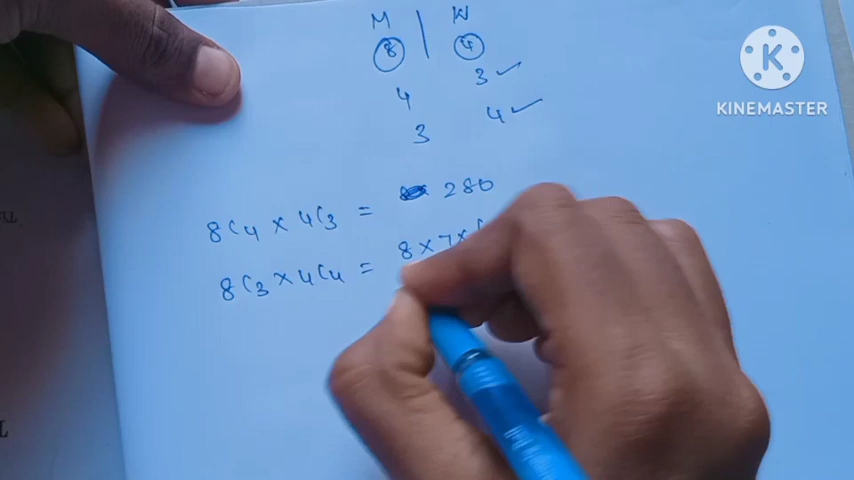 M | W
8 4
3 ✓
4
4 ✓
3
8C4 × 4C3 = 280
8C3 × 4C4 = 8×7×
KINEMASTER